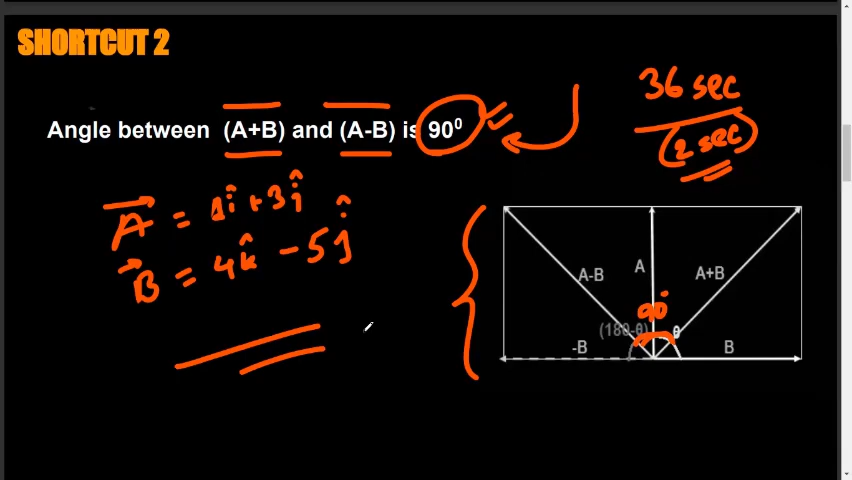 SHORTCUT 2
Angle between (A+B) and (A-B) is 90⁰
36 sec
2 sec
A = 1î + 3ĵ
B = 4k̂ - 5ĵ
A-B
A
A+B
90°
(180-θ)
θ
-B
B